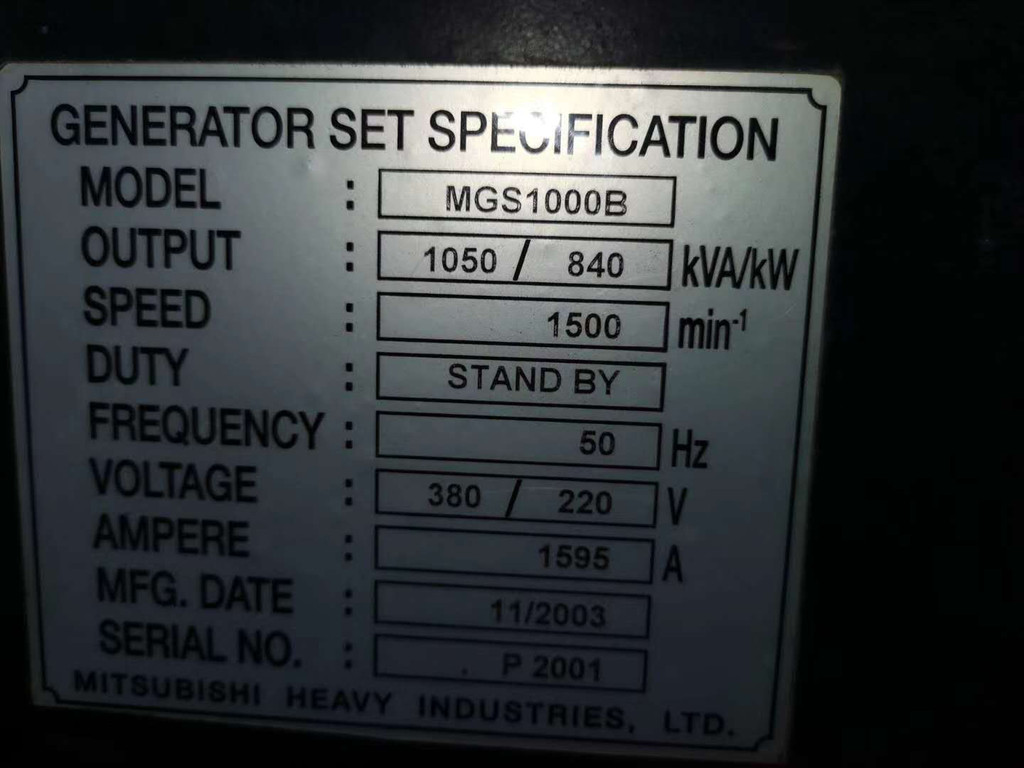 GENERATOR SET SPECIFICATION
MODEL : MGS1000B
OUTPUT : 1050 / 840 kVA/kW
SPEED : 1500 min-1
DUTY : STAND BY
FREQUENCY : 50 Hz
VOLTAGE : 380 / 220 V
AMPERE : 1595 A
MFG. DATE : 11/2003
SERIAL NO. : P 2001
MITSUBISHI HEAVY INDUSTRIES, LTD.